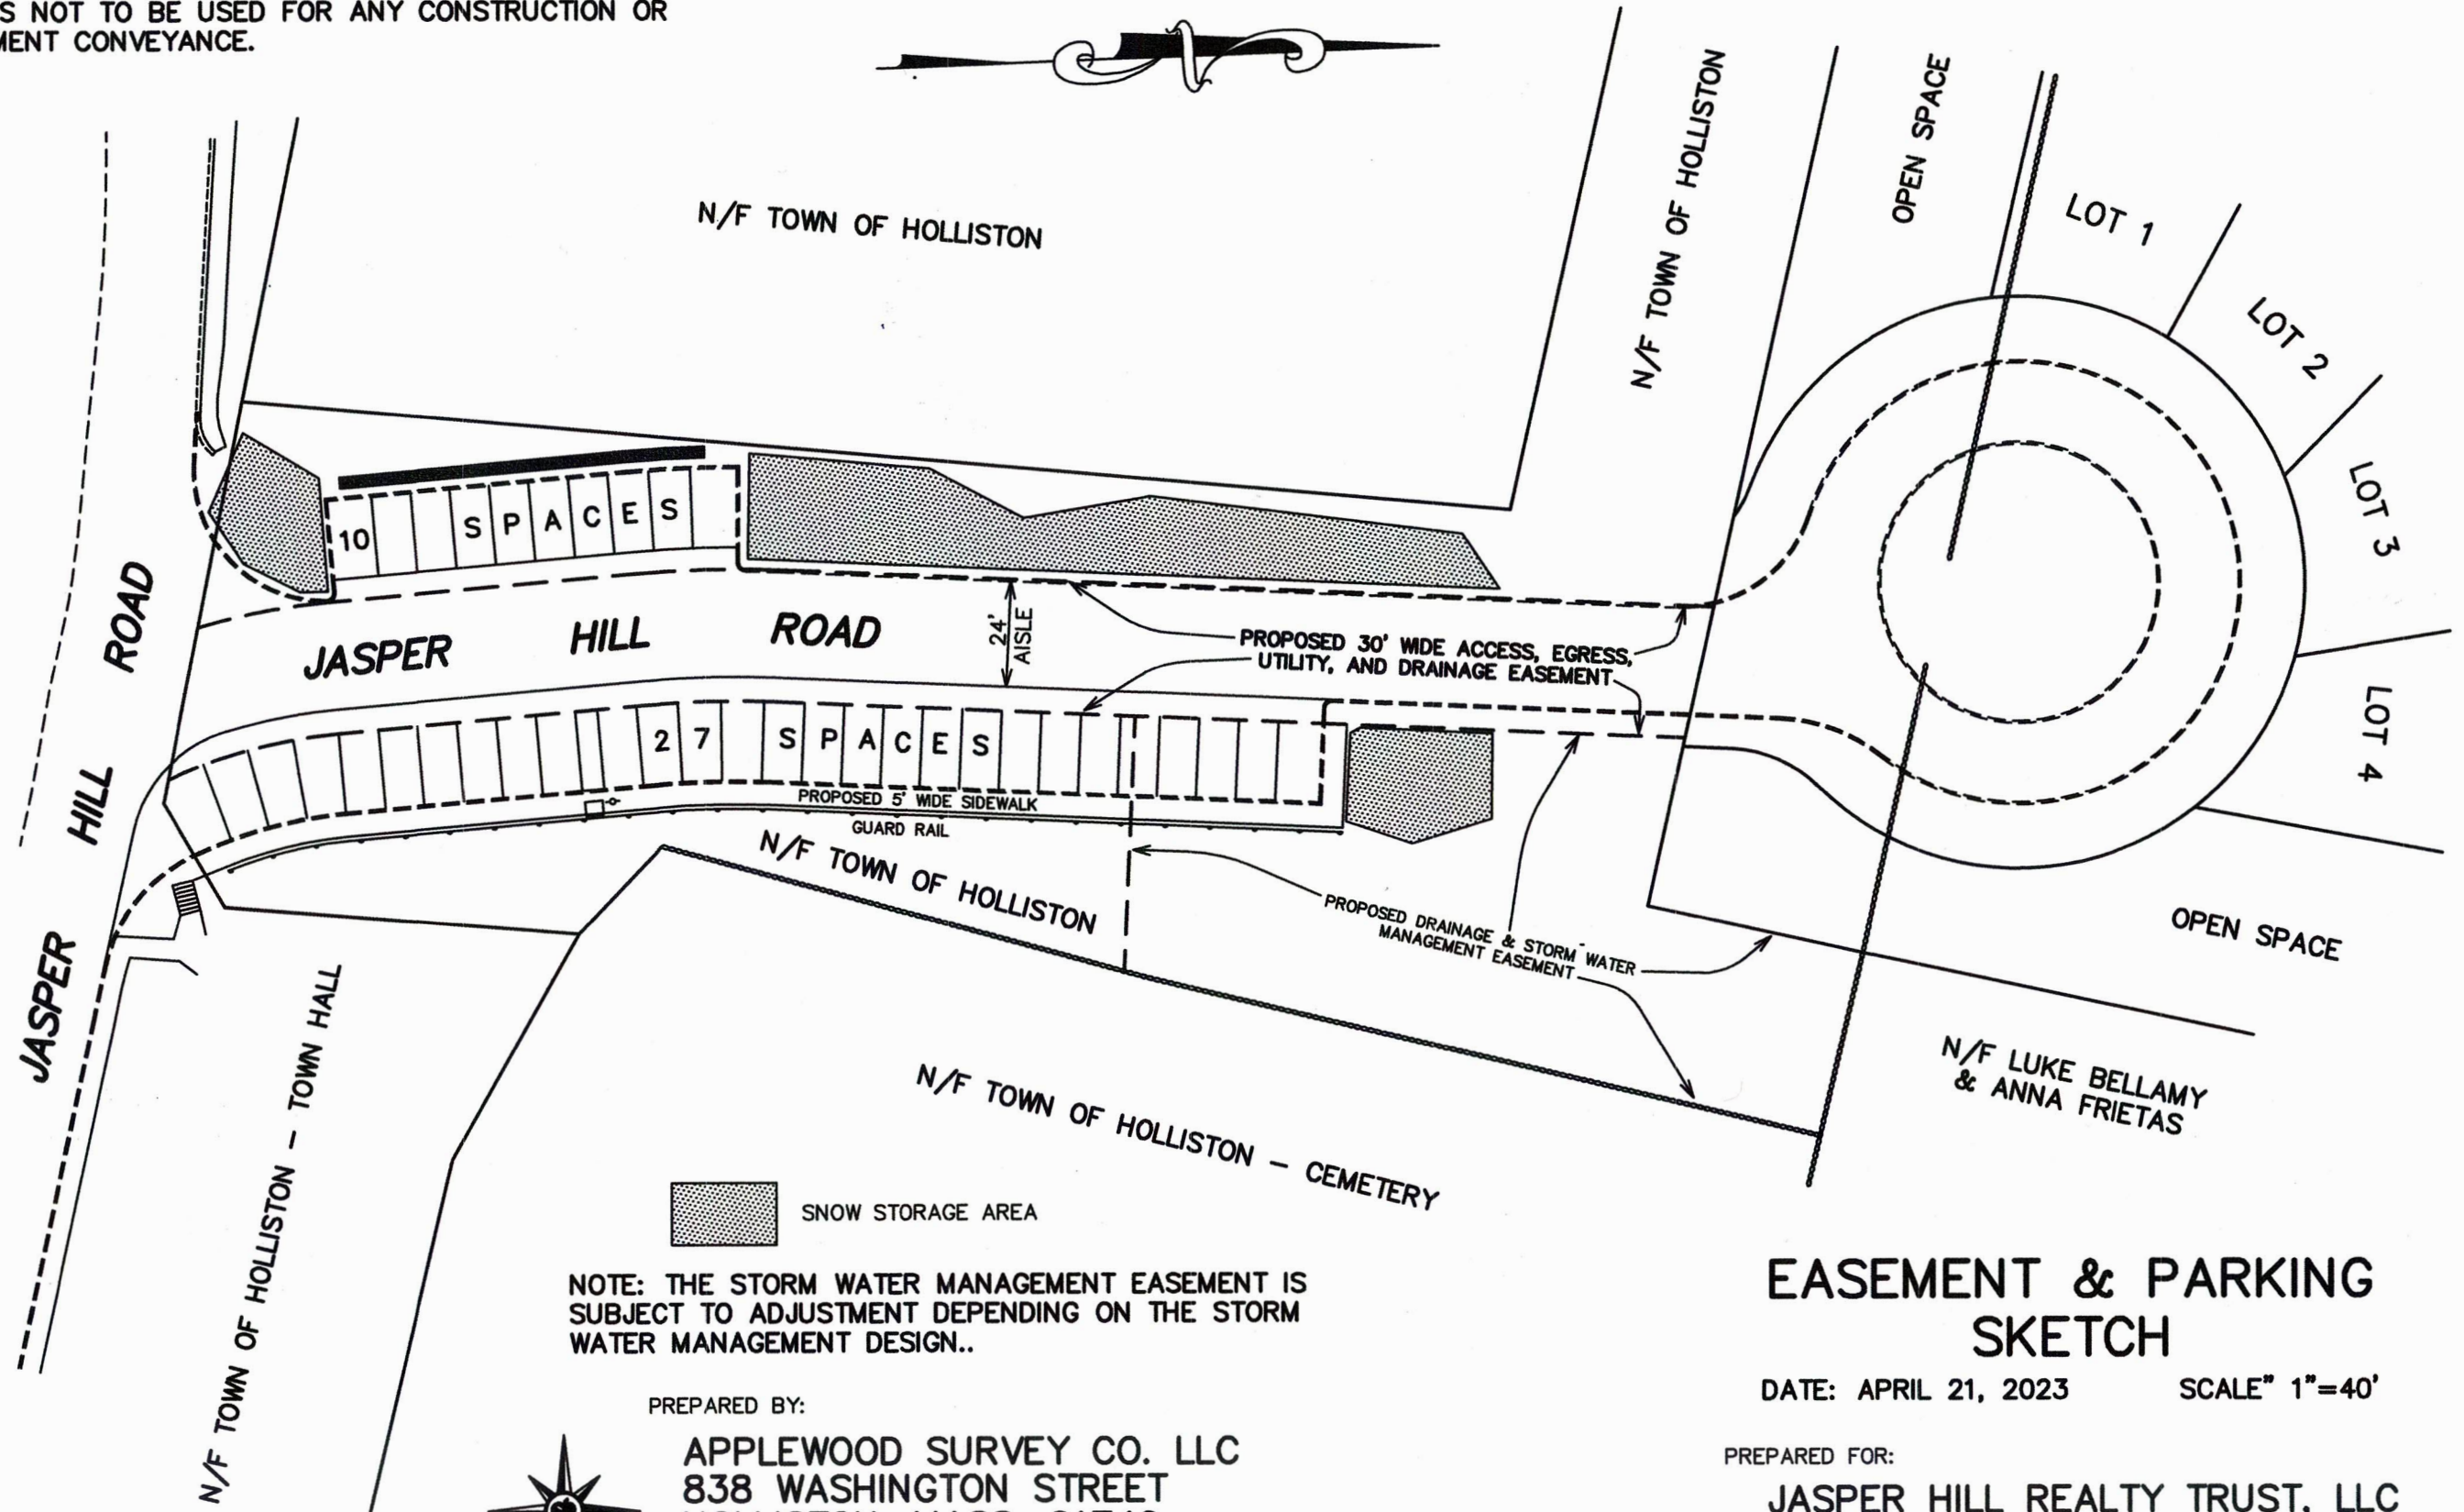 S NOT TO BE USED FOR ANY CONSTRUCTION OR
MENT CONVEYANCE.
N/F TOWN OF HOLLISTON
N/F TOWN OF HOLLISTON
OPEN SPACE
LOT 1
LOT 2
LOT 3
LOT 4
10 SPACES
JASPER HILL ROAD
JASPER HILL ROAD
24'
AISLE
PROPOSED 30' WIDE ACCESS, EGRESS,
UTILITY, AND DRAINAGE EASEMENT
27 SPACES
PROPOSED 5' WIDE SIDEWALK
GUARD RAIL
N/F TOWN OF HOLLISTON
PROPOSED DRAINAGE & STORM WATER
MANAGEMENT EASEMENT
OPEN SPACE
N/F LUKE BELLAMY
& ANNA FRIETAS
N/F TOWN OF HOLLISTON - TOWN HALL
N/F TOWN OF HOLLISTON - CEMETERY
SNOW STORAGE AREA
NOTE: THE STORM WATER MANAGEMENT EASEMENT IS
SUBJECT TO ADJUSTMENT DEPENDING ON THE STORM
WATER MANAGEMENT DESIGN..
PREPARED BY:
APPLEWOOD SURVEY CO. LLC
838 WASHINGTON STREET
EASEMENT & PARKING
SKETCH
DATE: APRIL 21, 2023 SCALE" 1"=40'
PREPARED FOR:
JASPER HILL REALTY TRUST, LLC